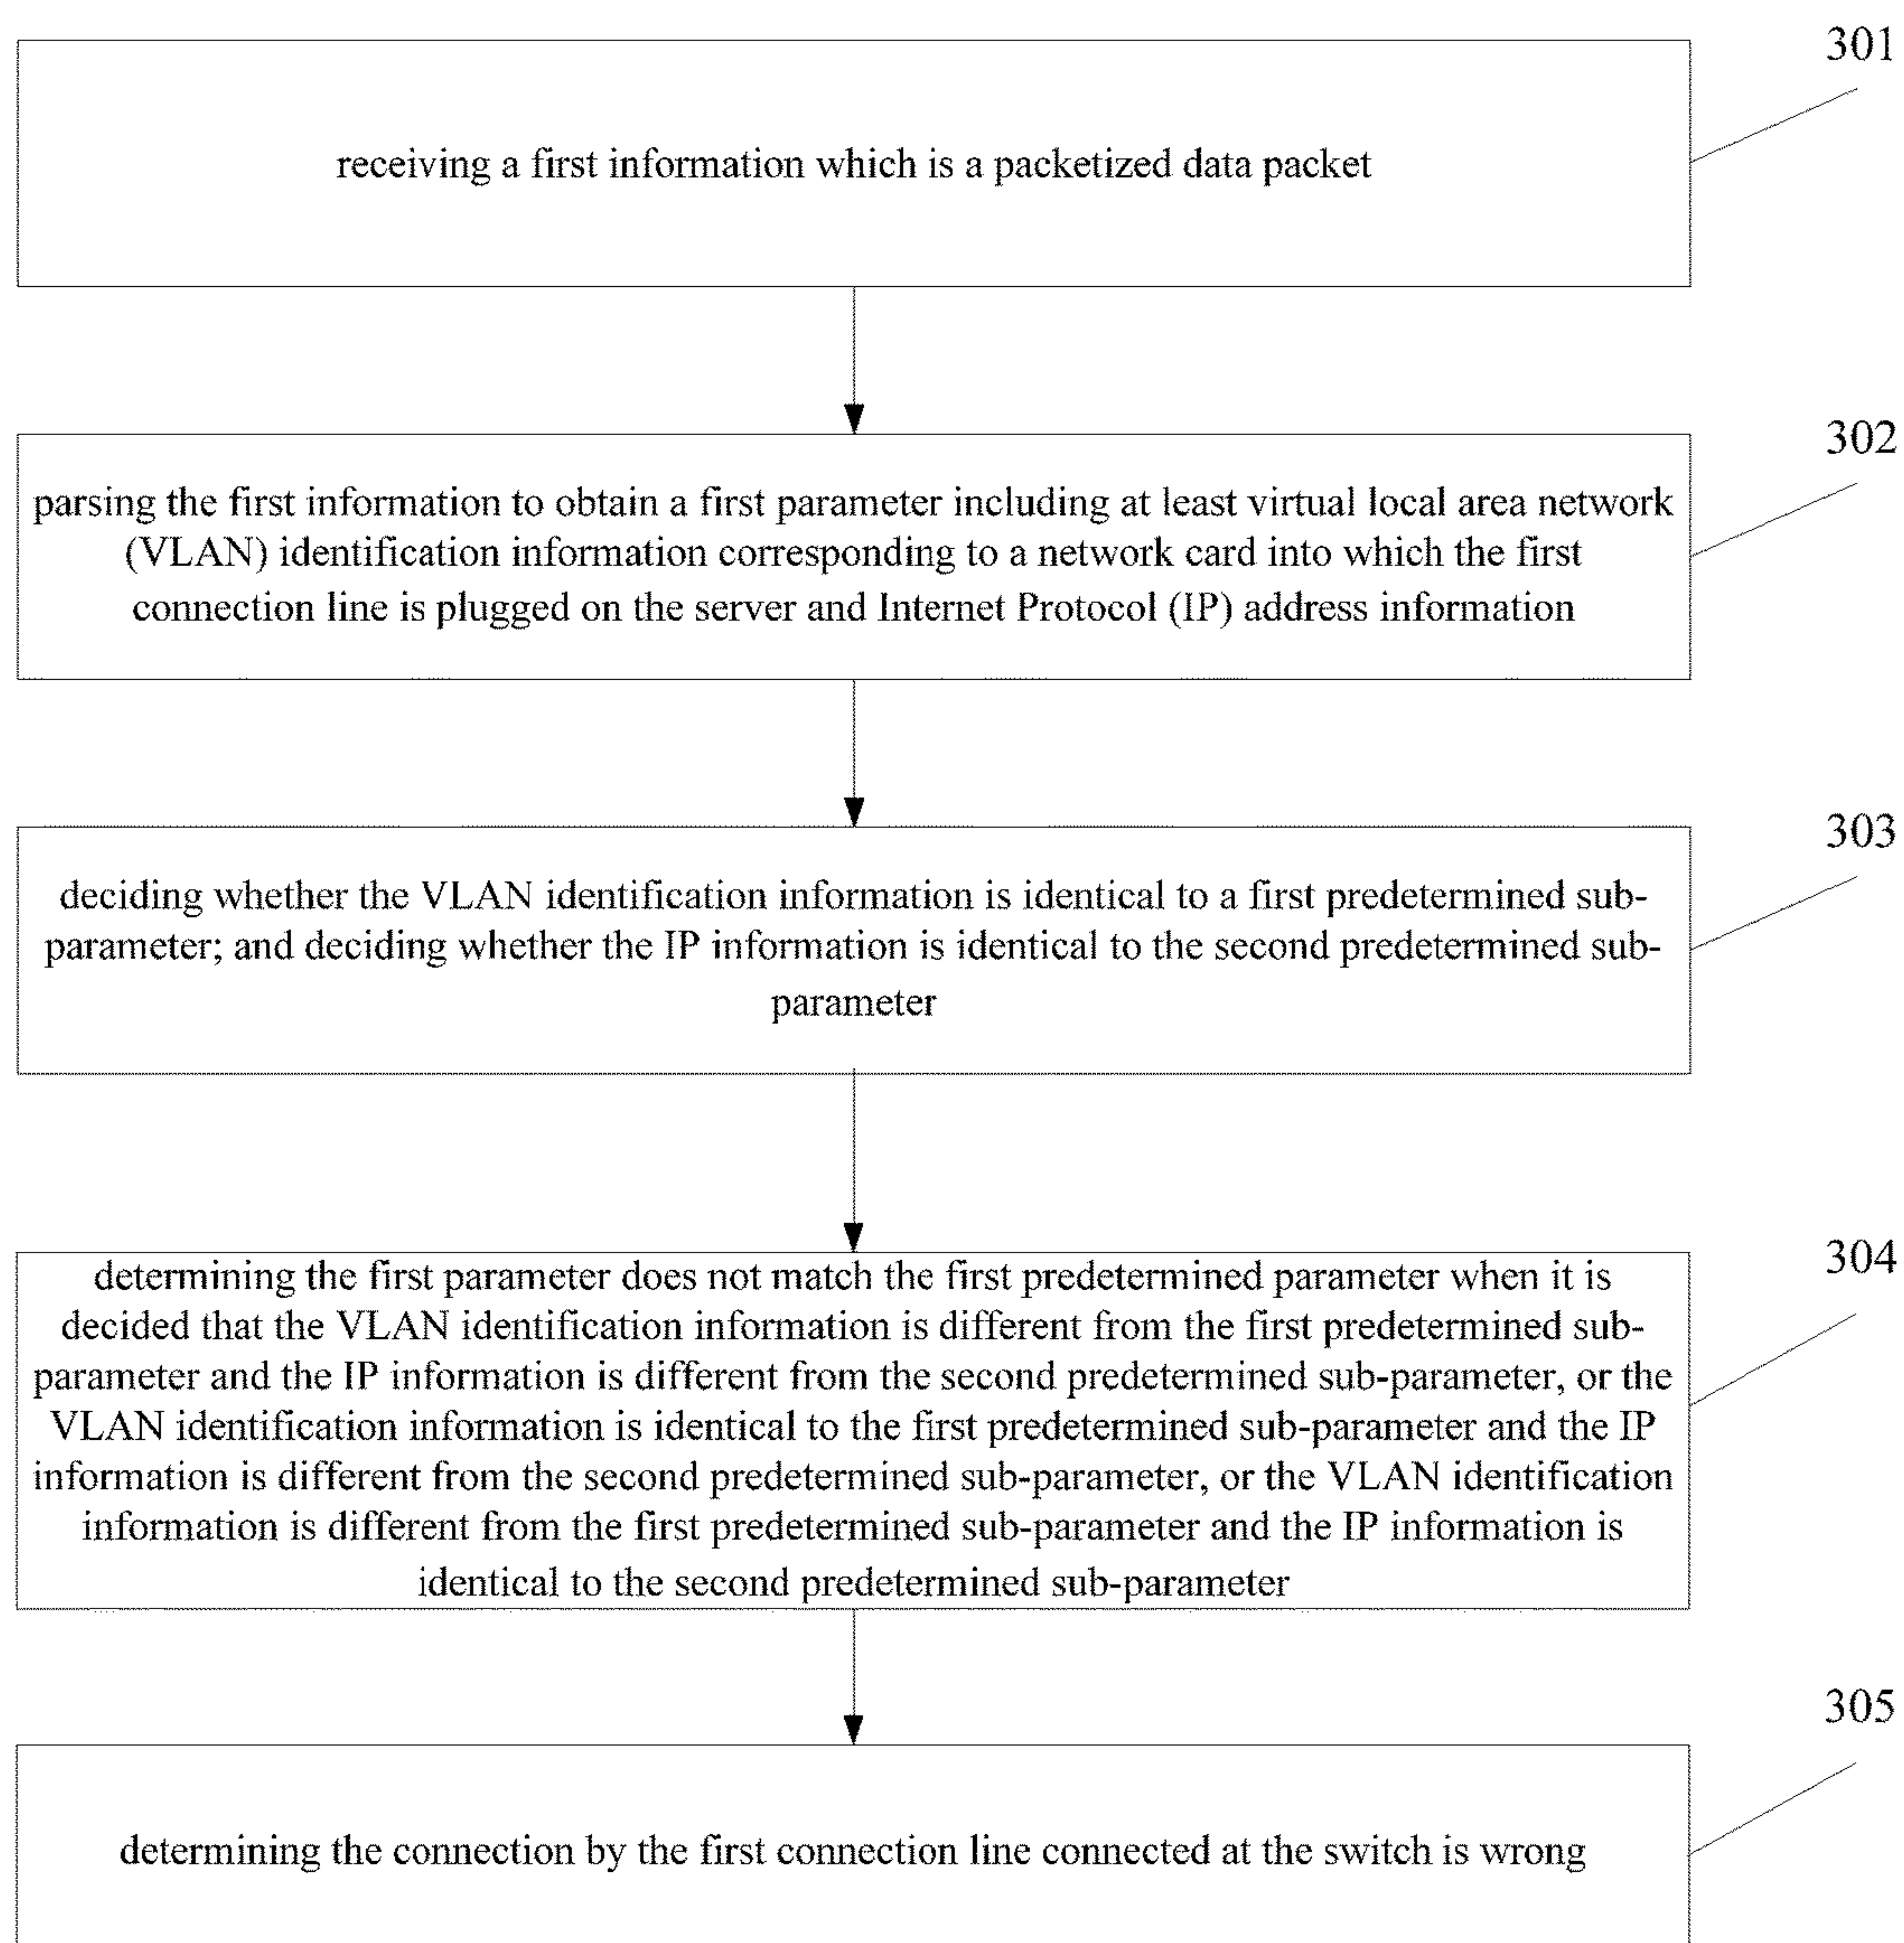 301
receiving a first information which is a packetized data packet
302
parsing the first information to obtain a first parameter including at least virtual local area network
(VLAN) identification information corresponding to a network card into which the first
connection line is plugged on the server and Internet Protocol (IP) address information
303
deciding whether the VLAN identification information is identical to a first predetermined sub-
parameter; and deciding whether the IP information is identical to the second predetermined sub-
parameter
304
determining the first parameter does not match the first predetermined parameter when it is
decided that the VLAN identification information is different from the first predetermined sub-
parameter and the IP information is different from the second predetermined sub-parameter, or the
VLAN identification information is identical to the first predetermined sub-parameter and the IP
information is different from the second predetermined sub-parameter, or the VLAN identification
information is different from the first predetermined sub-parameter and the IP information is
identical to the second predetermined sub-parameter
305
determining the connection by the first connection line connected at the switch is wrong